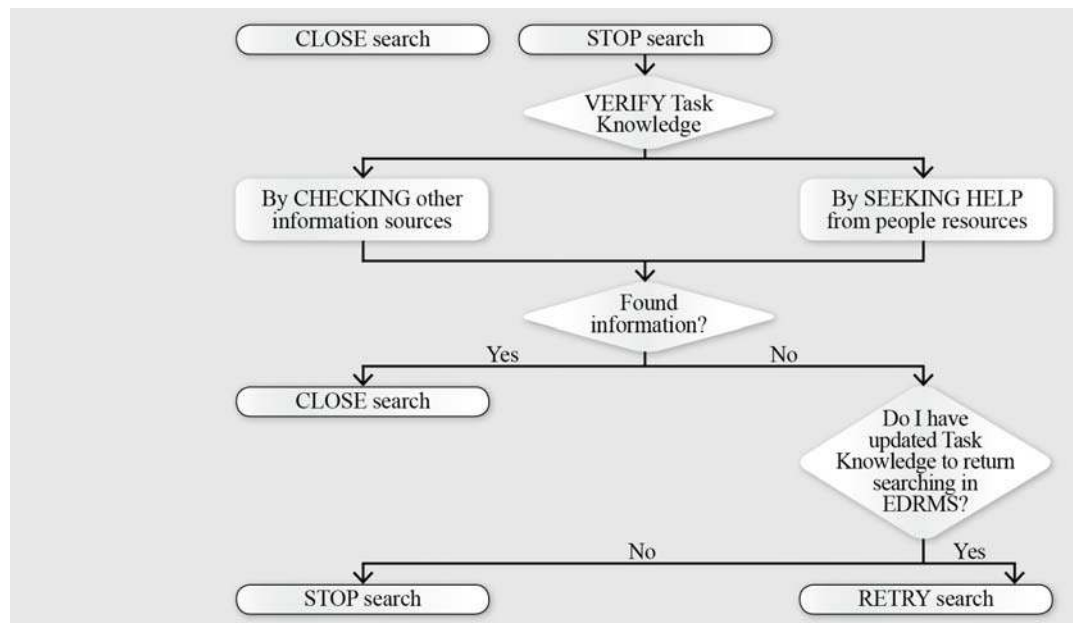 CLOSE search
STOP search
VERIFY Task
Knowledge
By CHECKING other
information sources
By SEEKING HELP
from people resources
Found
information?
Yes
No
CLOSE search
Do I have
updated Task
Knowledge to return
searching in
EDRMS?
No
Yes
STOP search
RETRY search